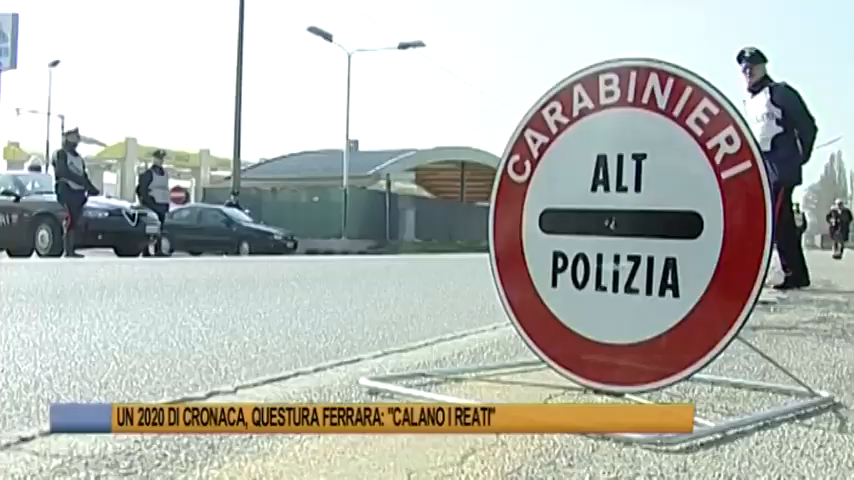 CARABINIERI
ALT
POLIZIA
UN 2020 DI CRONACA, QUESTURA FERRARA: "CALANO I REATI"